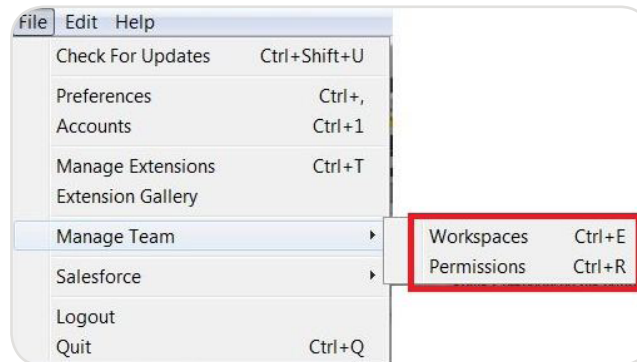 File Edit Help
Check For Updates Ctrl+Shift+U
Preferences Ctrl+,
Accounts Ctrl+1
Manage Extensions Ctrl+T
Extension Gallery
Manage Team
Workspaces Ctrl+E
Permissions Ctrl+R
Salesforce
Logout
Quit Ctrl+Q